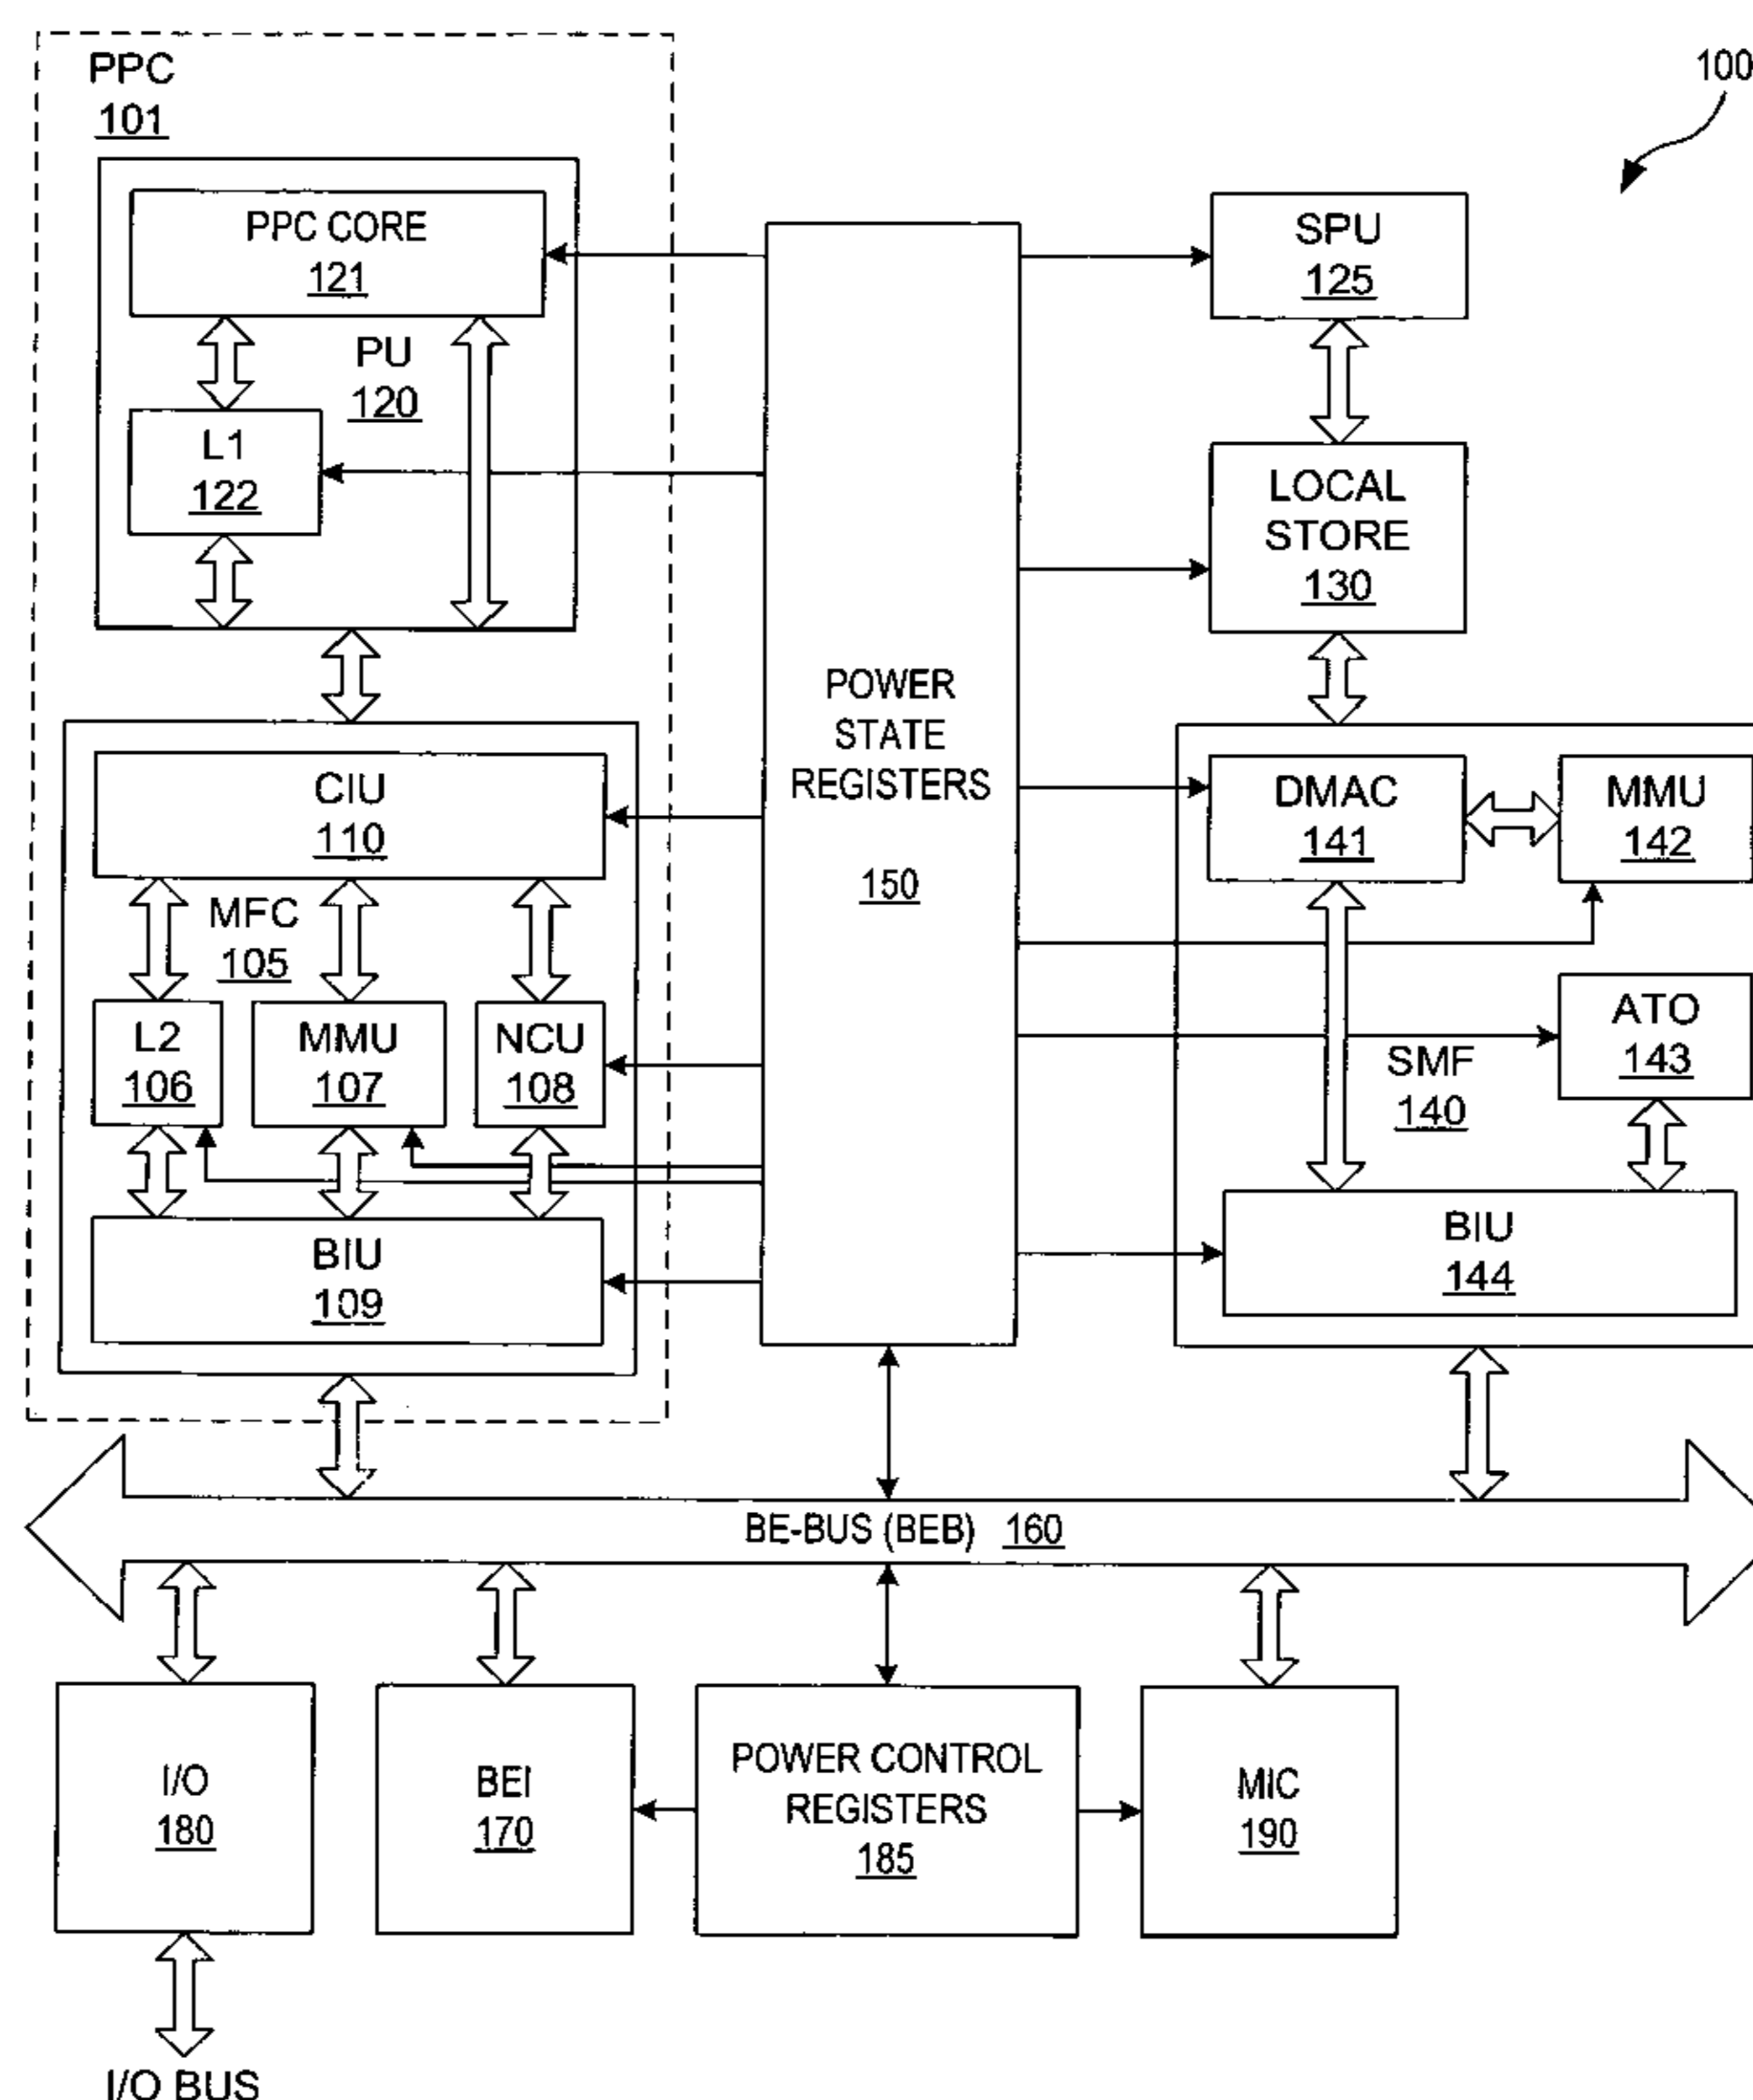 PPC
101
100
PPC CORE
121
PU
120
L1
122
CIU
110
MFC
105
L2
106
MMU
107
NCU
108
BIU
109
POWER
STATE
REGISTERS
150
SPU
125
LOCAL
STORE
130
DMAC
141
MMU
142
ATO
143
SMF
140
BIU
144
BE-BUS (BEB) 160
I/O
180
BEI
170
POWER CONTROL
REGISTERS
185
MIC
190
I/O BUS